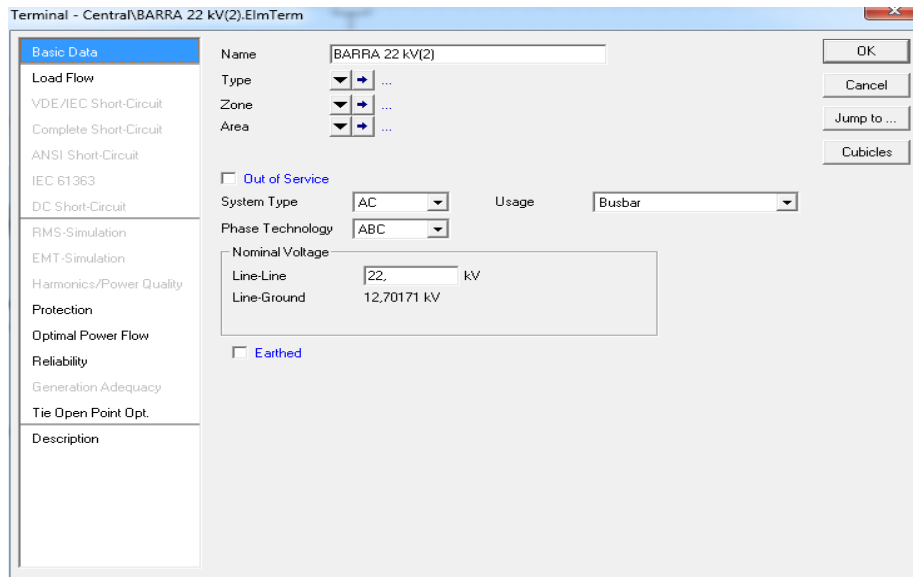 Terminal - Central\BARRA 22 kV(2).ElmTerm
Basic Data
Load Flow
VDE/IEC Short-Circuit
Complete Short-Circuit
ANSI Short-Circuit
IEC 61363
DC Short-Circuit
RMS-Simulation
EMT-Simulation
Harmonics/Power Quality
Protection
Optimal Power Flow
Reliability
Generation Adequacy
Tie Open Point Opt.
Description
Name BARRA 22 kV(2)
Type ...
Zone ...
Area ...
Out of Service
System Type AC Usage Busbar
Phase Technology ABC
Nominal Voltage
Line-Line 22, kV
Line-Ground 12,70171 kV
Earthed
OK
Cancel
Jump to ...
Cubicles